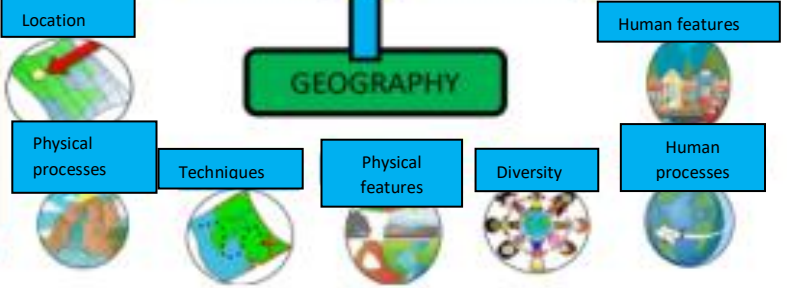 Location
Human features
GEOGRAPHY
Physical
processes
Techniques
Physical
features
Diversity
Human
processes